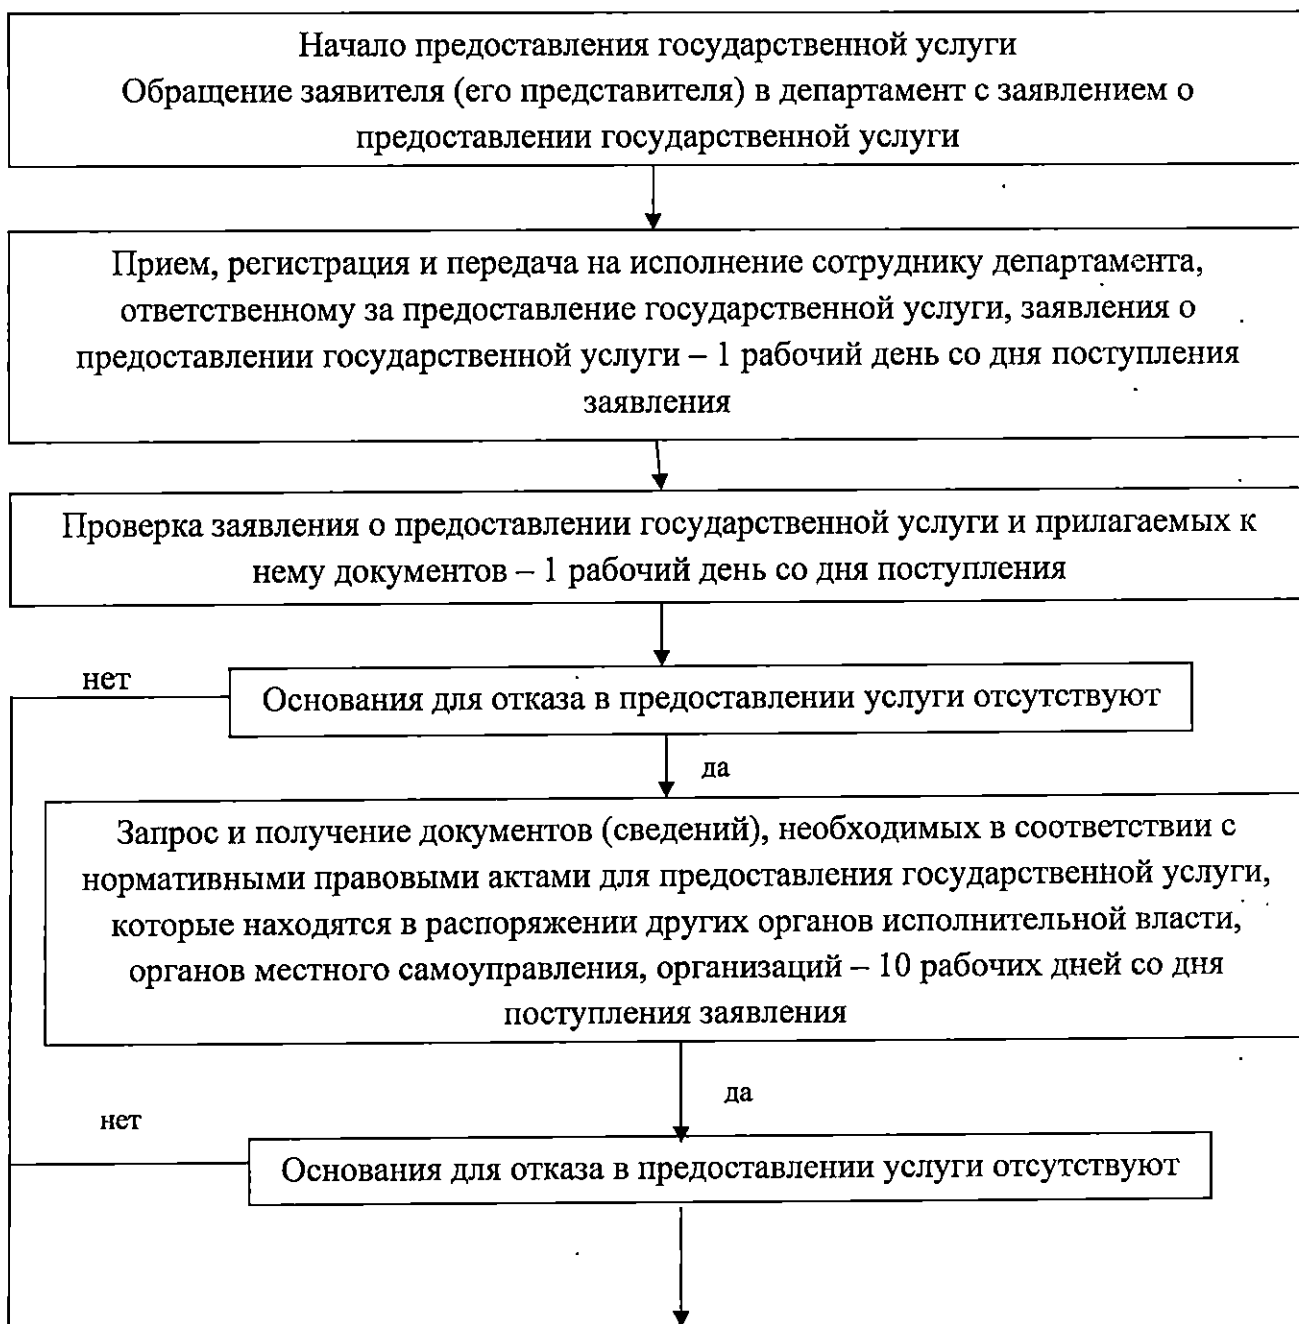 Начало предоставления государственной услуги
Обращение заявителя (его представителя) в департамент с заявлением о
предоставлении государственной услуги
Прием, регистрация и передача на исполнение сотруднику департамента,
ответственному за предоставление государственной услуги, заявления о
предоставлении государственной услуги – 1 рабочий день со дня поступления
заявления
Проверка заявления о предоставлении государственной услуги и прилагаемых к
нему документов – 1 рабочий день со дня поступления
нет
Основания для отказа в предоставлении услуги отсутствуют
да
Запрос и получение документов (сведений), необходимых в соответствии с
нормативными правовыми актами для предоставления государственной услуги,
которые находятся в распоряжении других органов исполнительной власти,
органов местного самоуправления, организаций – 10 рабочих дней со дня
поступления заявления
да
нет
Основания для отказа в предоставлении услуги отсутствуют